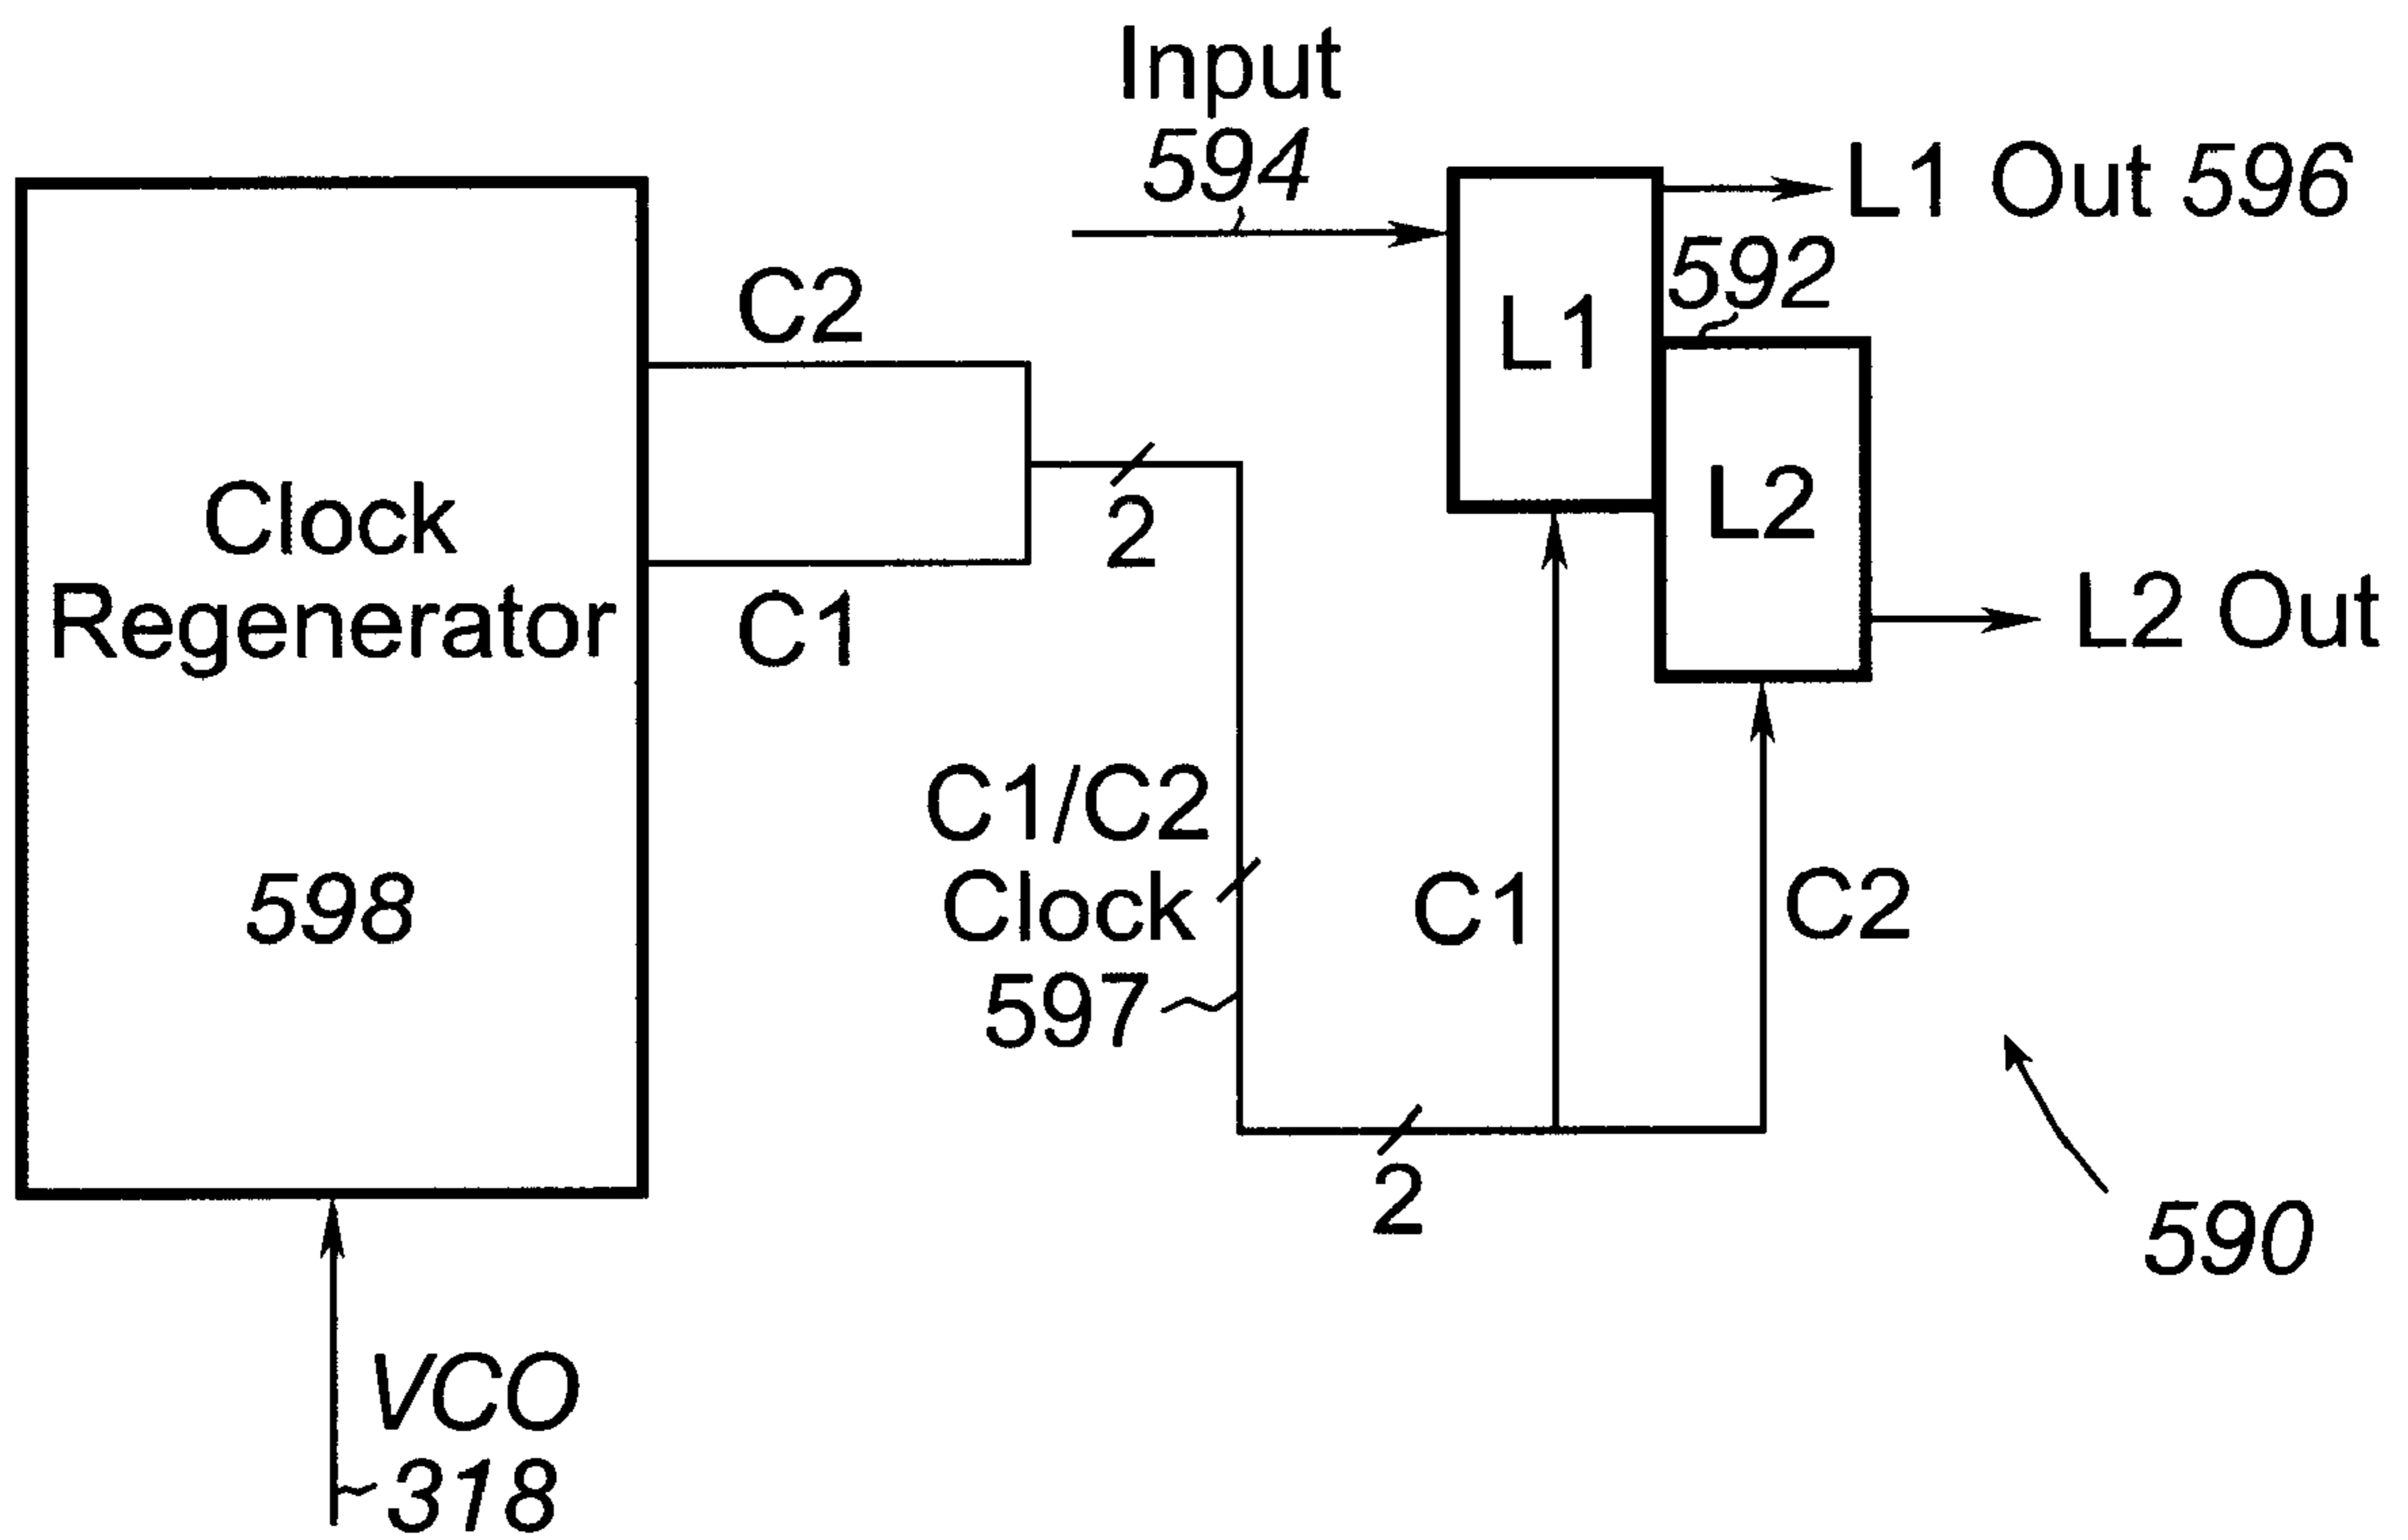 Input
594
L1 Out 596
592
C2
L1
L2
Clock
Regenerator
2
C1
L2 Out
C1/C2
Clock
597
C1
C2
598
2
590
VCO
318